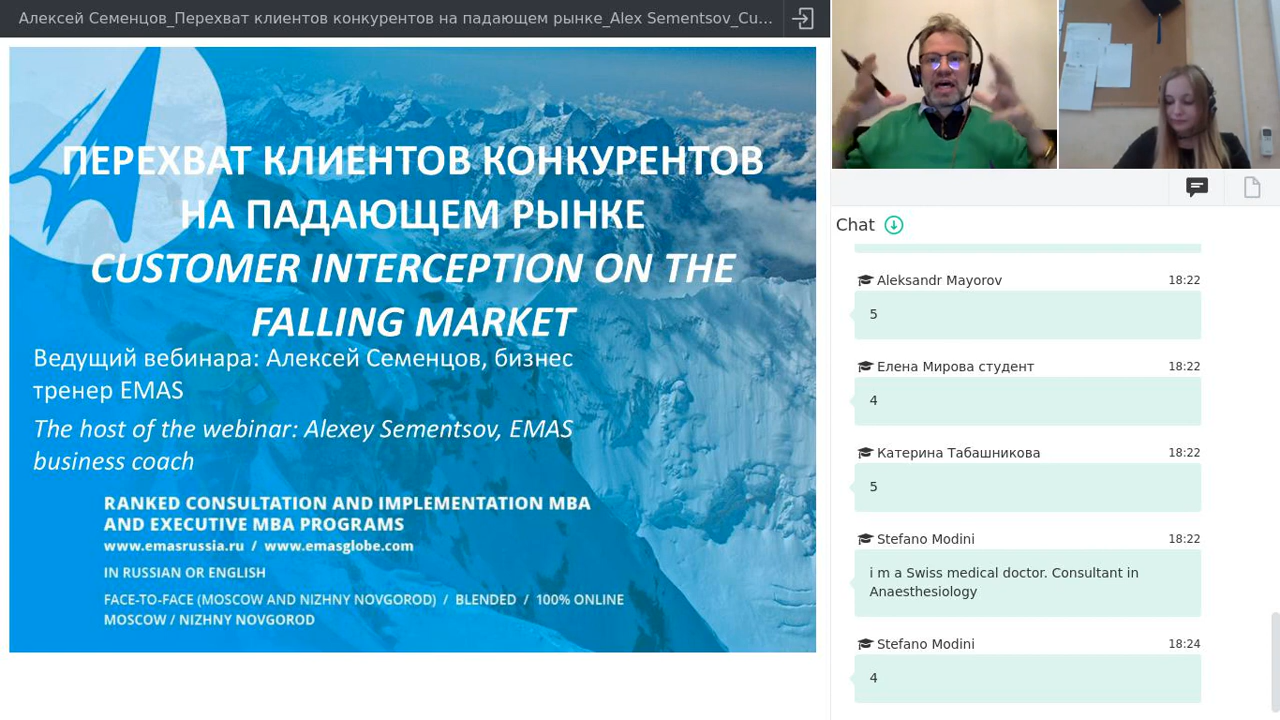 Алексей Семенцов_Перехват клиентов конкурентов на падающем рынке_Alex Sementsov_Cu...
ПЕРЕХВАТ КЛИЕНТОВ КОНКУРЕНТОВ
НА ПАДАЮЩЕМ РЫНКЕ
CUSTOMER INTERCEPTION ON THE
FALLING MARKET
Ведущий вебинара: Алексей Семенцов, бизнес
тренер EMAS
The host of the webinar: Alexey Sementsov, EMAS
business coach
RANKED CONSULTATION AND IMPLEMENTATION MBA
AND EXECUTIVE MBA PROGRAMS
www.emasrussia.ru / www.emasglobe.com
IN RUSSIAN OR ENGLISH
FACE-TO-FACE (MOSCOW AND NIZHNY NOVGOROD) / BLENDED / 100% ONLINE
MOSCOW / NIZHNY NOVGOROD
Chat
Aleksandr Mayorov 18:22
5
Елена Мирова студент 18:22
4
Катерина Табашникова 18:22
5
Stefano Modini 18:22
i m a Swiss medical doctor. Consultant in
Anaesthesiology
Stefano Modini 18:24
4